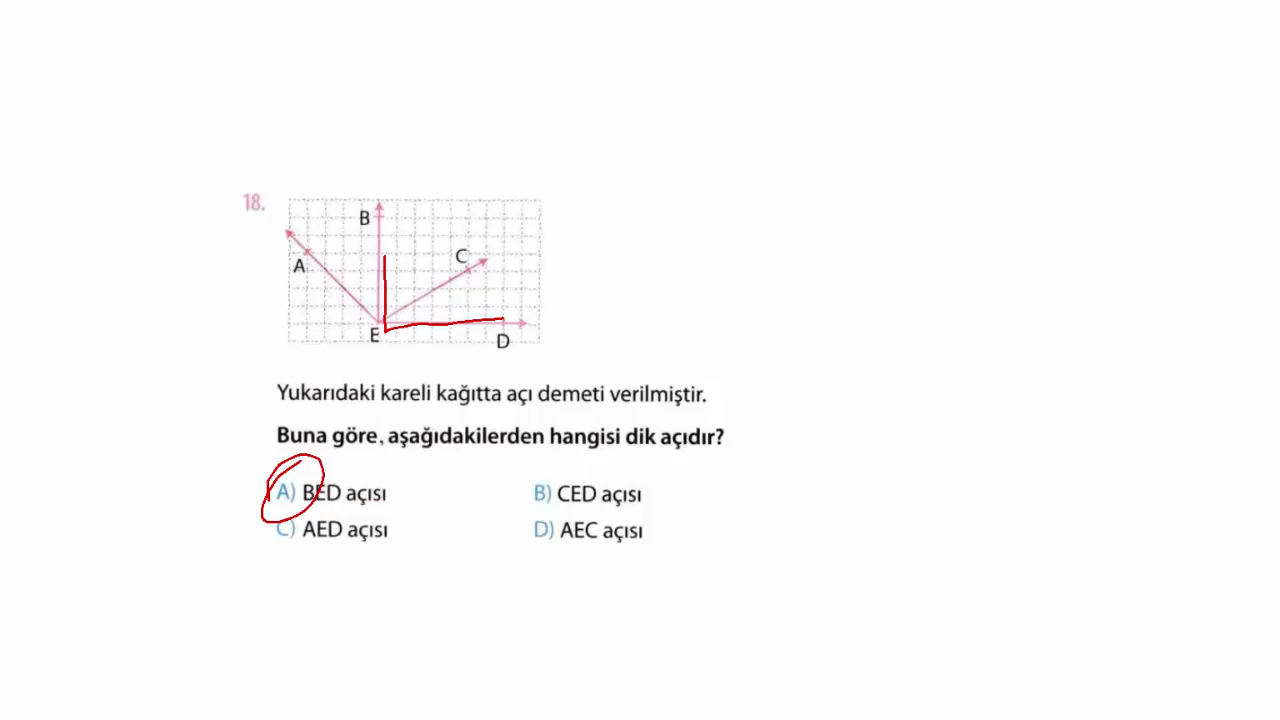 18.
B
A
C
E
D
Yukarıdaki kareli kağıtta açı demeti verilmiştir.
Buna göre, aşağıdakilerden hangisi dik açıdır?
A) BED açısı B) CED açısı
C) AED açısı D) AEC açısı